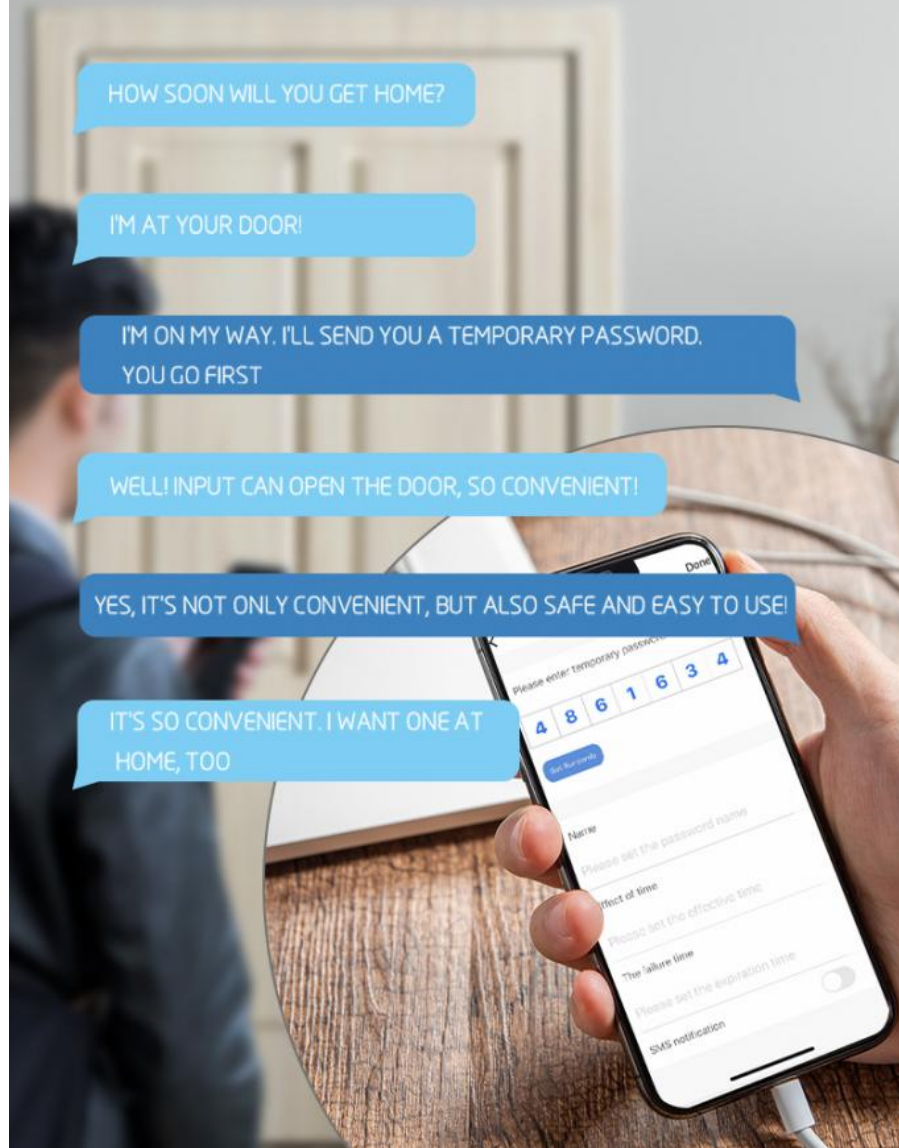 HOW SOON WILL YOU GET HOME?
I'M AT YOUR DOOR!
I'M ON MY WAY. I'LL SEND YOU A TEMPORARY PASSWORD.
YOU GO FIRST
WELL! INPUT CAN OPEN THE DOOR, SO CONVENIENT!
YES, IT'S NOT ONLY CONVENIENT, BUT ALSO SAFE AND EASY TO USE!
IT'S SO CONVENIENT. I WANT ONE AT
HOME, TOO
Done
Please enter temporary password
4 8 6 1 6 3 4
Name
Please set the password name
ffect of time
Please set the effective time
The failure time
Please set the expiration time
SMS notification